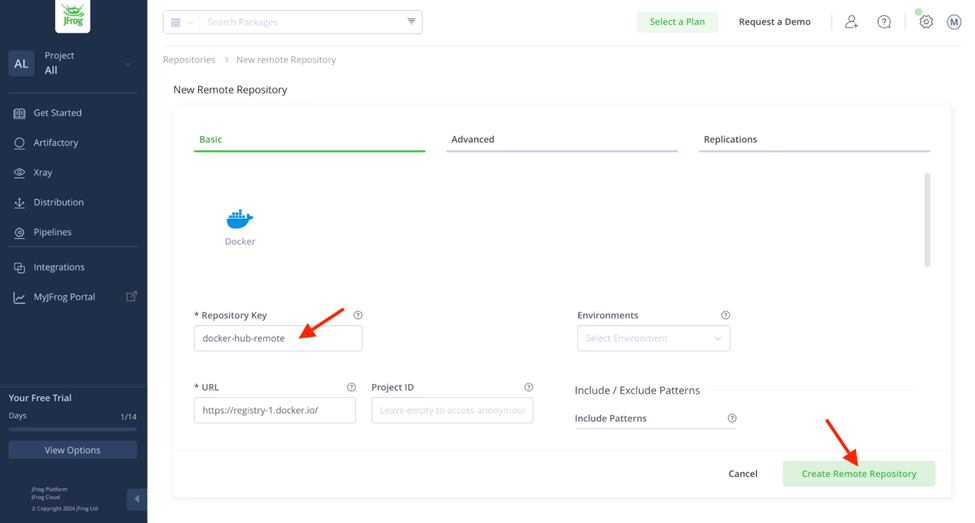 JFrog
AL
Project
All
Get Started
Artifactory
Xray
Distribution
Pipelines
Integrations
MyJFrog Portal
Your Free Trial
Days 1/14
View Options
JFrog Platform
JFrog Cloud
© Copyright 2024 JFrog Ltd
Search Packages
Select a Plan
Request a Demo
M
Repositories > New remote Repository
New Remote Repository
Basic
Advanced
Replications
Docker
* Repository Key
docker-hub-remote
Environments
Select Environment
* URL
https://registry-1.docker.io/
Project ID
Leave empty to access anonymous
Include / Exclude Patterns
Include Patterns
Cancel
Create Remote Repository